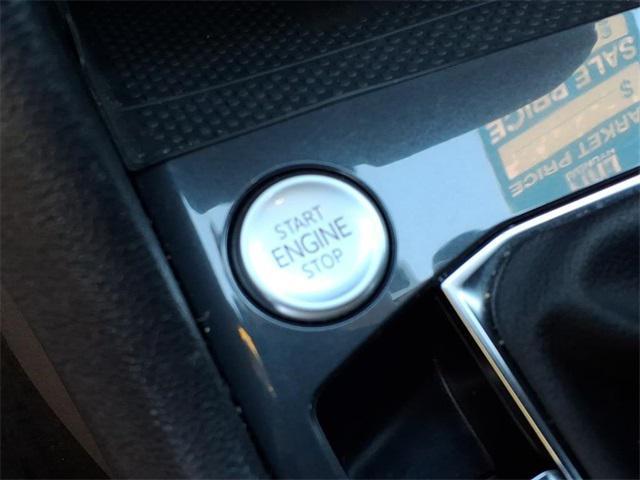 START
ENGINE
STOP
$
SALE PRICE
$
MARKET PRICE